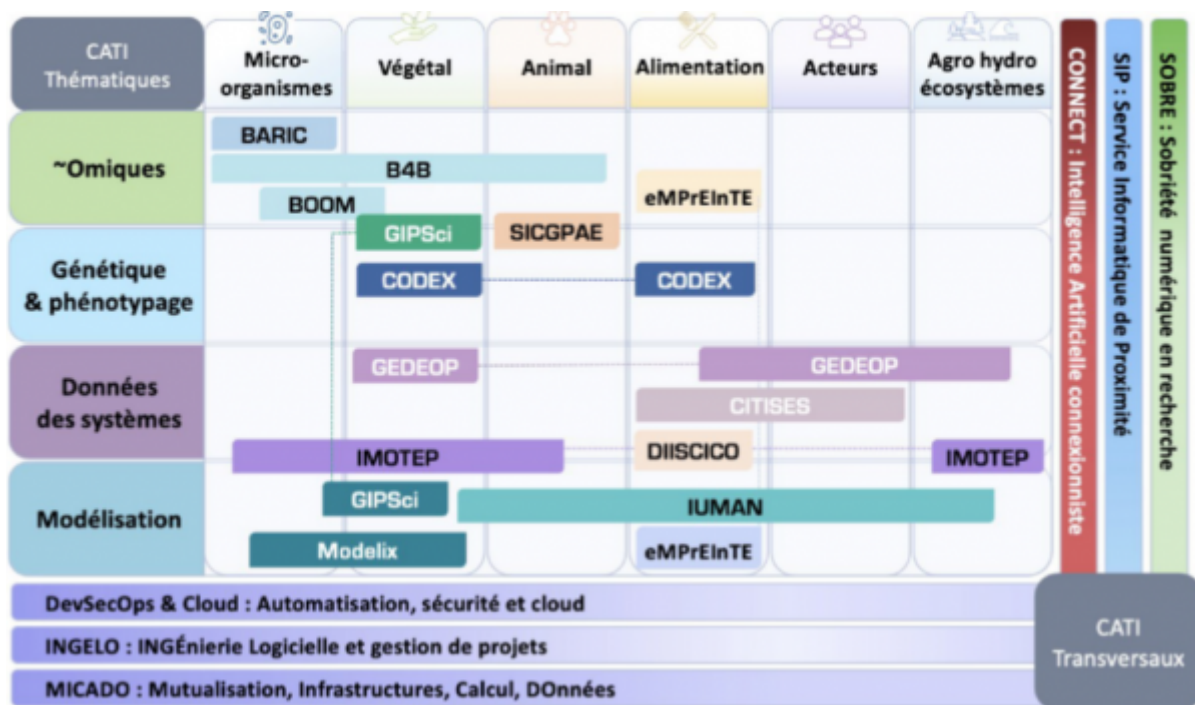 CATI
Thématiques
Micro-
organismes
Végétal
Animal
Alimentation
Acteurs
Agro hydro
écosystèmes
~Omiques
BARIC
B4B
BOOM
eMPrEInTE
GIPSci
SICGPAE
Génétique
& phénotypage
CODEX
CODEX
Données
des systèmes
GEDEOP
GEDEOP
CITISES
IMOTEP
DIISCICO
IMOTEP
Modélisation
GIPSci
IUMAN
Modelix
eMPrEInTE
CONNECT : Intelligence Artificielle connexionniste
SIP : Service Informatique de Proximité
SOBRE : Sobriété numérique en recherche
DevSecOps & Cloud : Automatisation, sécurité et cloud
INGELO : INGÉnierie Logicielle et gestion de projets
MICADO : Mutualisation, Infrastructures, Calcul, DOnnées
CATI
Transversaux